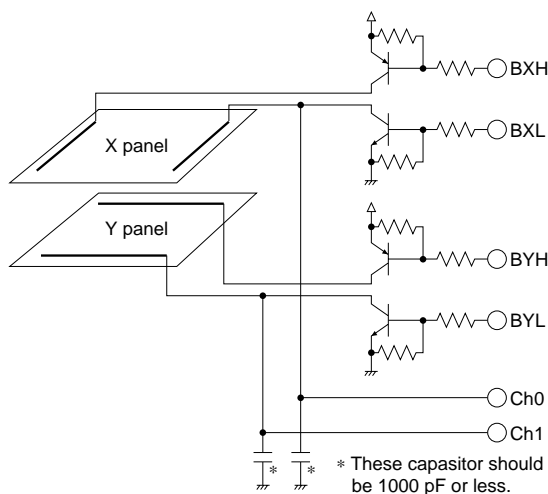 BXH
X panel
BXL
Y panel
BYH
BYL
Ch0
Ch1
* * * These capasitor should
be 1000 pF or less.